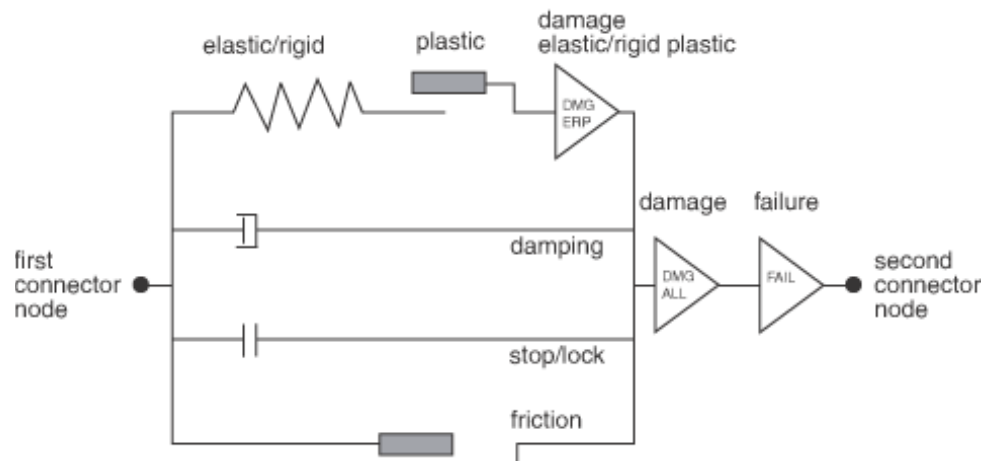 damage
elastic/rigid plastic
elastic/rigid
plastic
DMG
ERP
damage
failure
damping
first
connector
node
DMG
ALL
FAIL
second
connector
node
stop/lock
friction